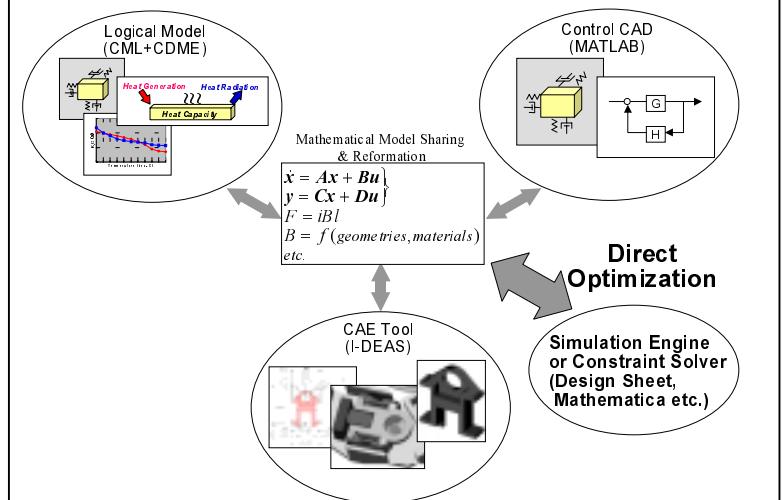 Logical Model
(CML+CDME)
Heat Generation
Heat Radiation
Heat Capacity
Control CAD
(MATLAB)
G
H
Mathematical Model Sharing
& Reformation
ẋ = Ax + Bu
y = Cx + Du
F = iBl
B = f(geometries,materials)
etc.
Direct
Optimization
CAE Tool
(I-DEAS)
Simulation Engine
or Constraint Solver
(Design Sheet,
Mathematica etc.)